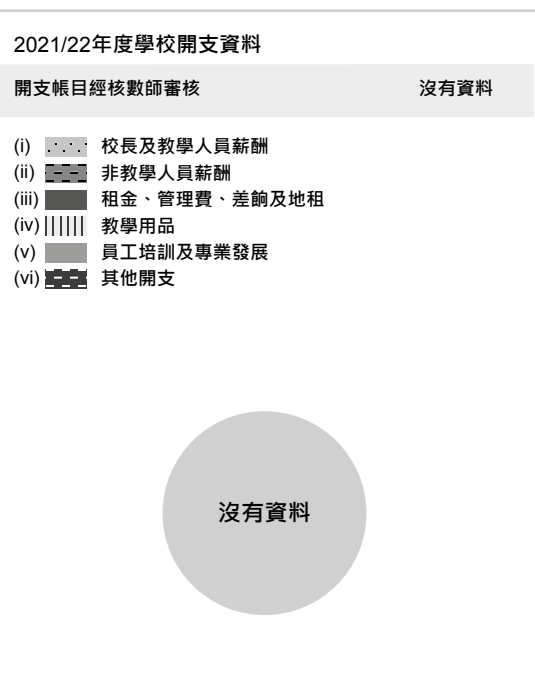 2021/22年度學校開支資料
開支帳目經核數師審核 沒有資料
(i) 校長及教學人員薪酬
(ii) 非教學人員薪酬
(iii) 租金、管理費、差餉及地租
(iv) 教學用品
(v) 員工培訓及專業發展
(vi) 其他開支
沒有資料